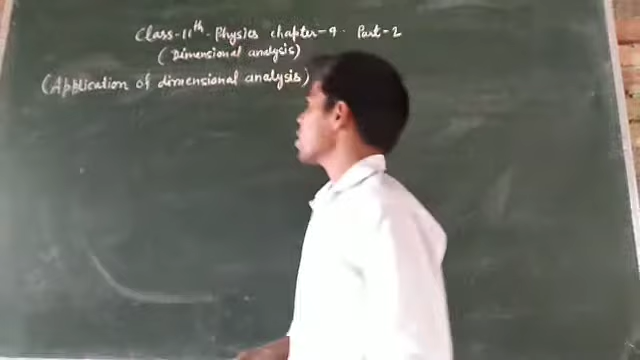 Class-11th-Physics chapter-9. Part-2
(Dimensional analysis)
(Application of dimensional analysis)